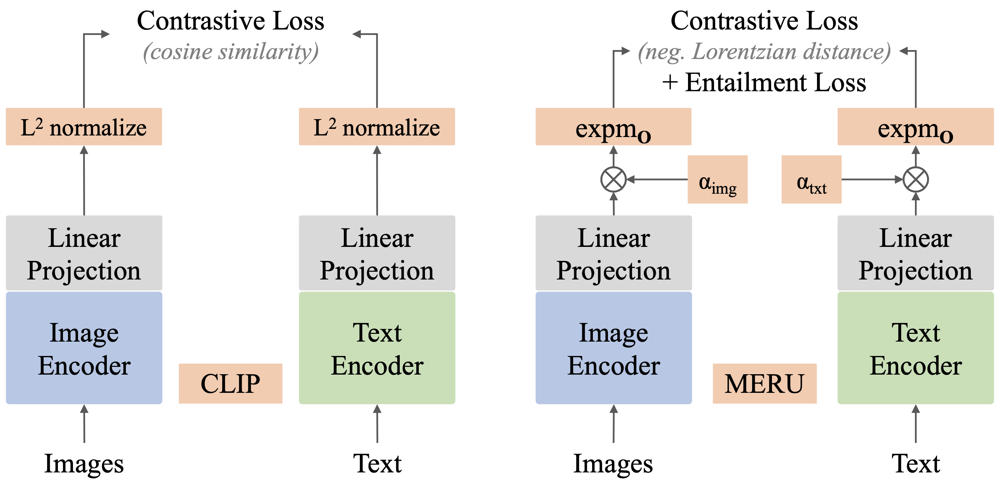 Contrastive Loss
(cosine similarity)
L² normalize
L² normalize
Linear
Projection
Linear
Projection
Image
Encoder
Text
Encoder
CLIP
Images
Text
Contrastive Loss
(neg. Lorentzian distance)
+ Entailment Loss
expm₀
expm₀
αimg
αtxt
Linear
Projection
Linear
Projection
Image
Encoder
Text
Encoder
MERU
Images
Text